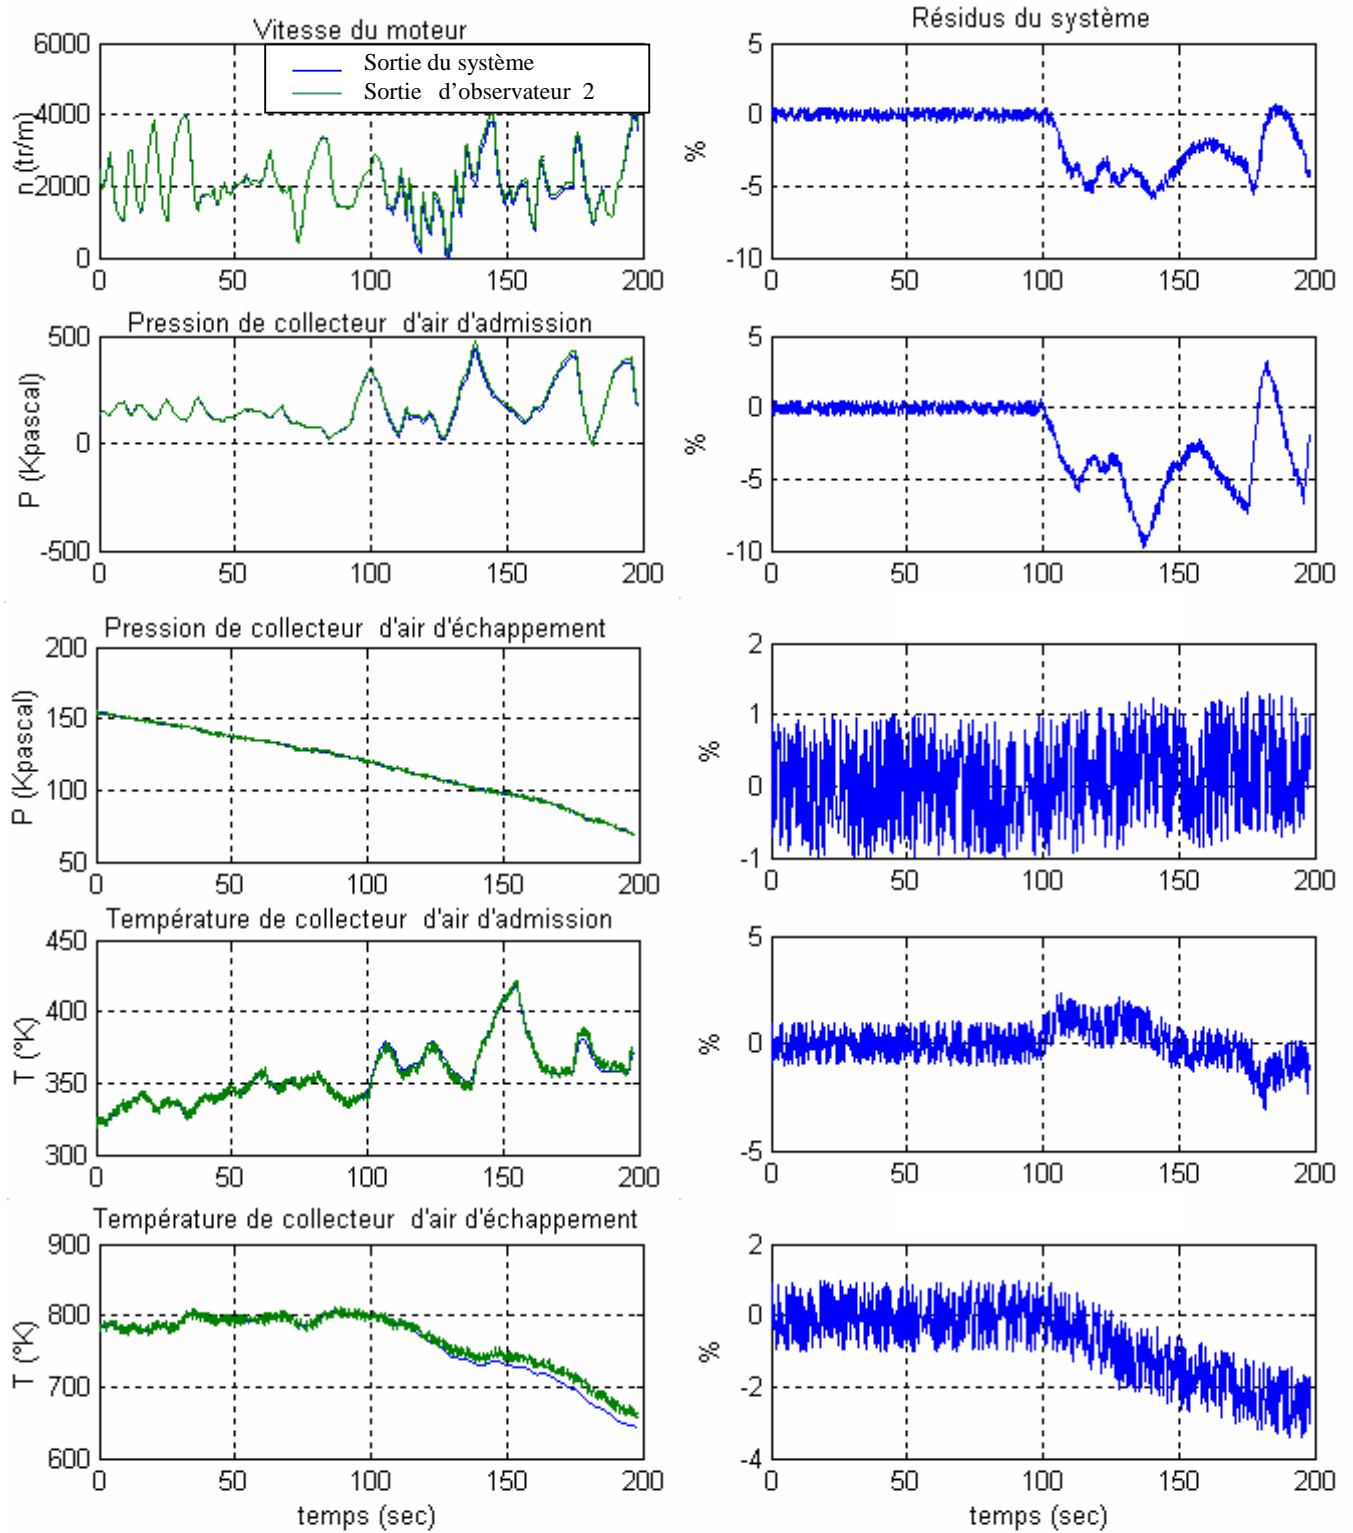 Vitesse du moteur
Résidus du système
6000
4000
2000
0
n (tr/m)
Sortie du système
Sortie d'observateur 2
0 50 100 150 200
5
0
-5
-10
%
0 50 100 150 200
Pression de collecteur d'air d'admission
500
0
-500
P (Kpascal)
0 50 100 150 200
5
0
-5
-10
%
0 50 100 150 200
Pression de collecteur d'air d'échappement
200
150
100
50
P (Kpascal)
0 50 100 150 200
2
1
0
-1
%
0 50 100 150 200
Température de collecteur d'air d'admission
450
400
350
300
T (°K)
0 50 100 150 200
5
0
-5
%
0 50 100 150 200
Température de collecteur d'air d'échappement
900
800
700
600
T (°K)
0 50 100 150 200
temps (sec)
2
0
-2
-4
%
0 50 100 150 200
temps (sec)